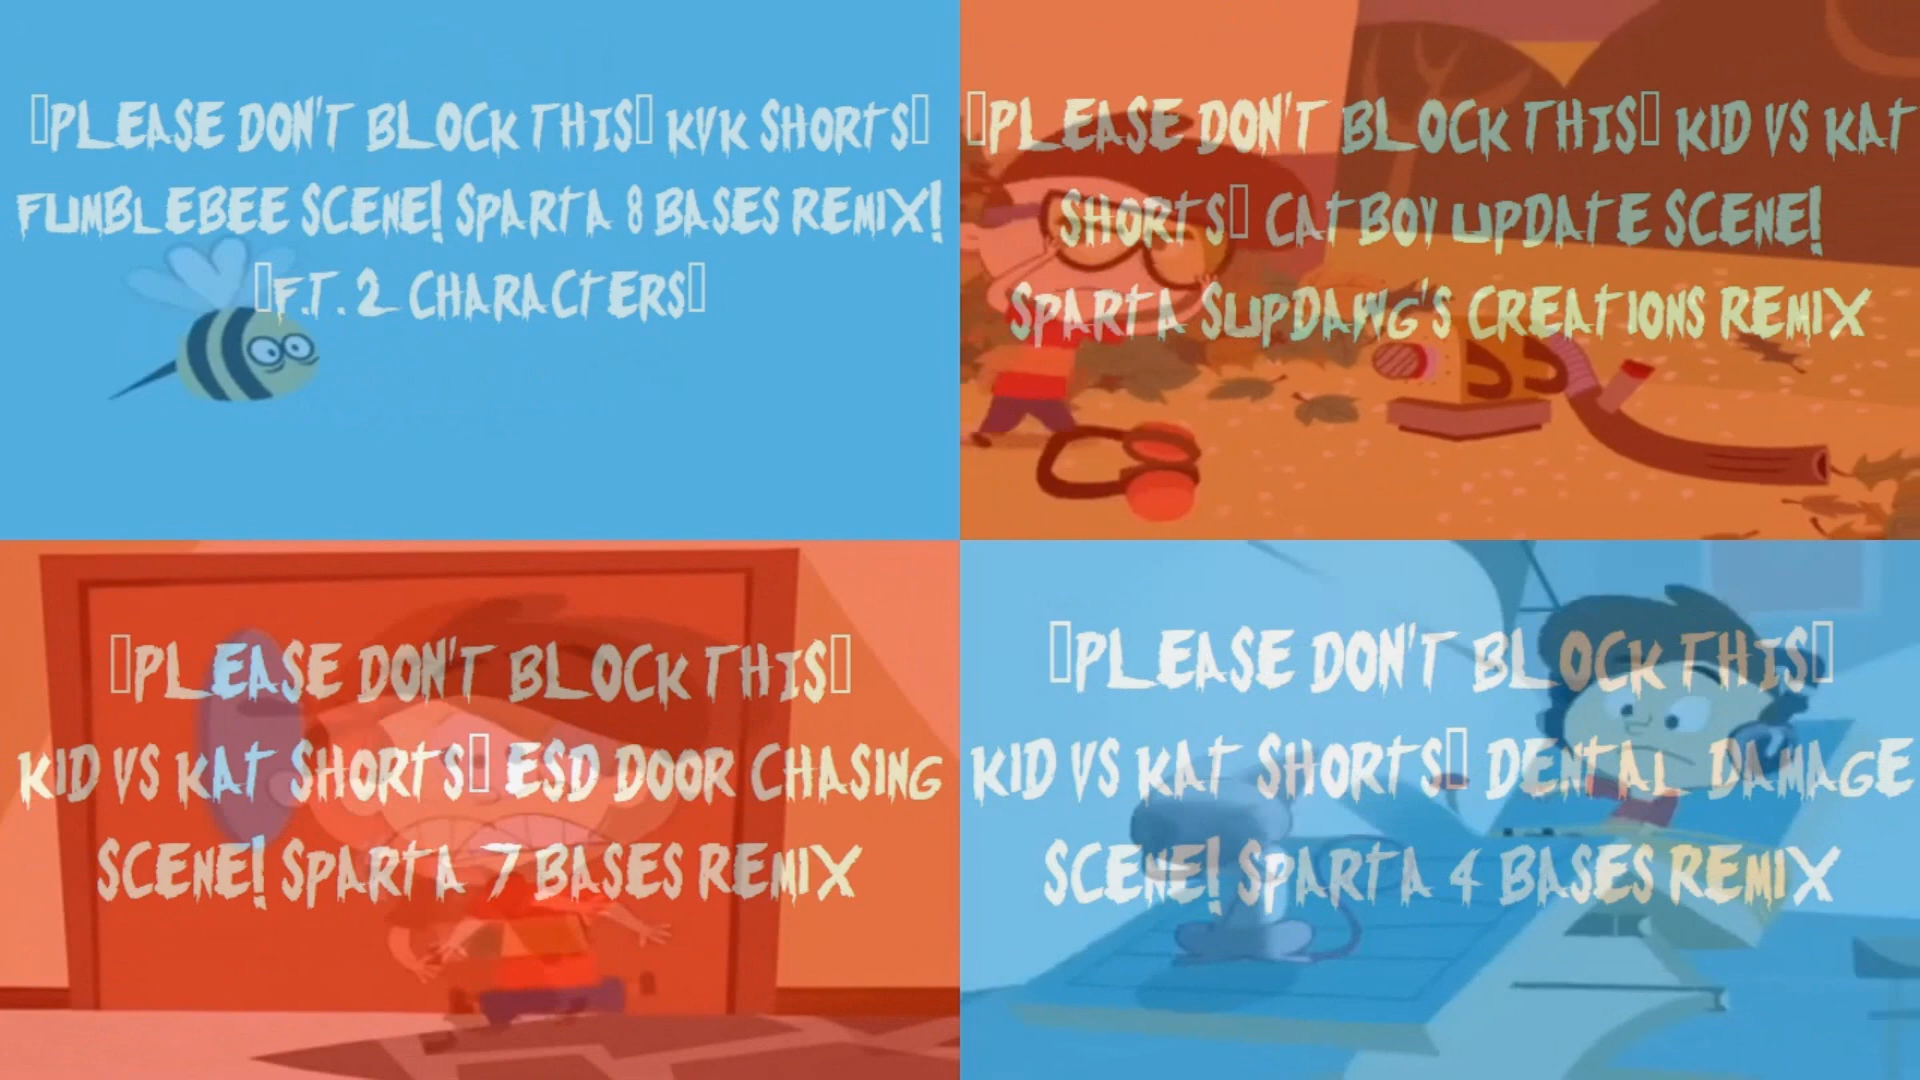 ▯PLEASE DON'T BLOCK THIS▯ KVK SHORTS▯
FUMBLEBEE SCENE! SPARTA 8 BASES REMIX!
▯F.T. 2 CHARACTERS▯
▯PLEASE DON'T BLOCK THIS▯ KID VS KAT
SHORTS▯ CATBOY UPDATE SCENE!
SPARTA SUPDAWG'S CREATIONS REMIX
▯PLEASE DON'T BLOCK THIS▯
KID VS KAT SHORTS▯ ESD DOOR CHASING
SCENE! SPARTA 7 BASES REMIX
▯PLEASE DON'T BLOCK THIS▯
KID VS KAT SHORTS▯ DENTAL DAMAGE
SCENE! SPARTA 4 BASES REMIX